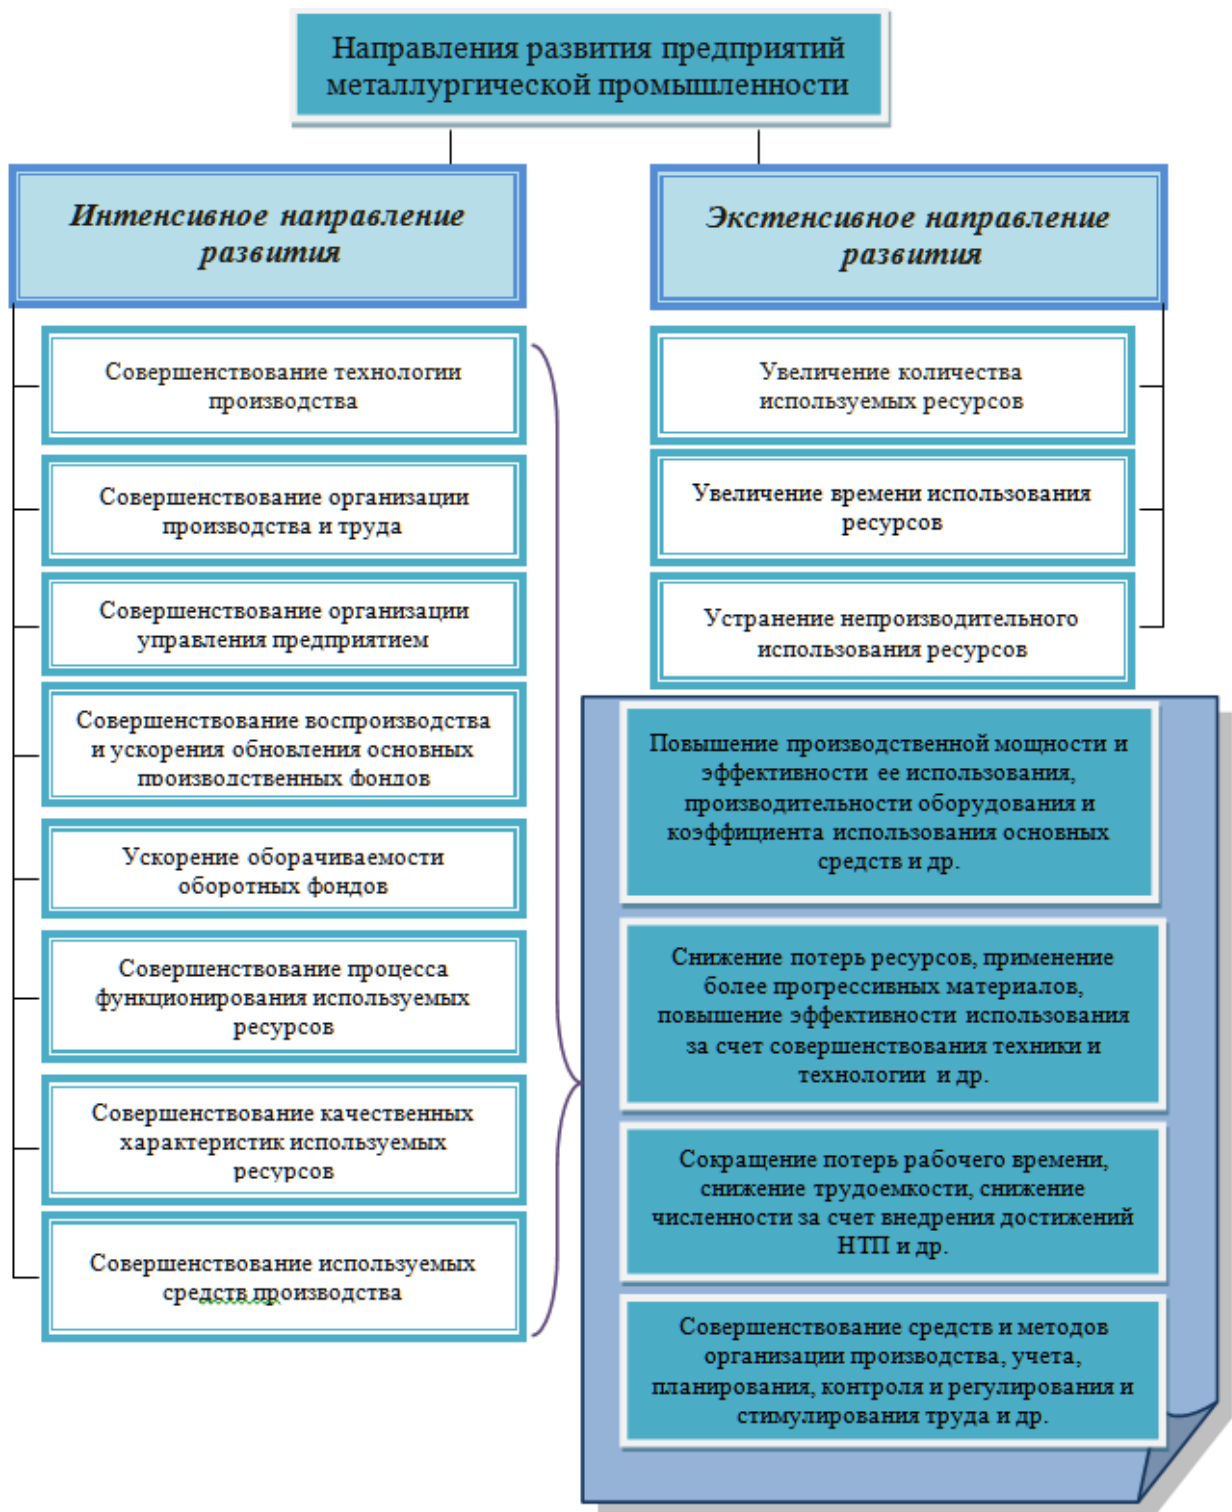 Направления развития предприятий
металлургической промышленности
Интенсивное направление
развития
Совершенствование технологии
производства
Совершенствование организации
производства и труда
Совершенствование организации
управления предприятием
Совершенствование воспроизводства
и ускорения обновления основных
производственных фондов
Ускорение оборачиваемости
оборотных фондов
Совершенствование процесса
функционирования используемых
ресурсов
Совершенствование качественных
характеристик используемых
ресурсов
Совершенствование используемых
средств производства
Экстенсивное направление
развития
Увеличение количества
используемых ресурсов
Увеличение времени использования
ресурсов
Устранение непроизводительного
использования ресурсов
Повышение производственной мощности и
эффективности ее использования,
производительности оборудования и
коэффициента использования основных
средств и др.
Снижение потерь ресурсов, применение
более прогрессивных материалов,
повышение эффективности использования
за счет совершенствования техники и
технологии и др.
Сокращение потерь рабочего времени,
снижение трудоемкости, снижение
численности за счет внедрения достижений
НТП и др.
Совершенствование средств и методов
организации производства, учета,
планирования, контроля и регулирования и
стимулирования труда и др.